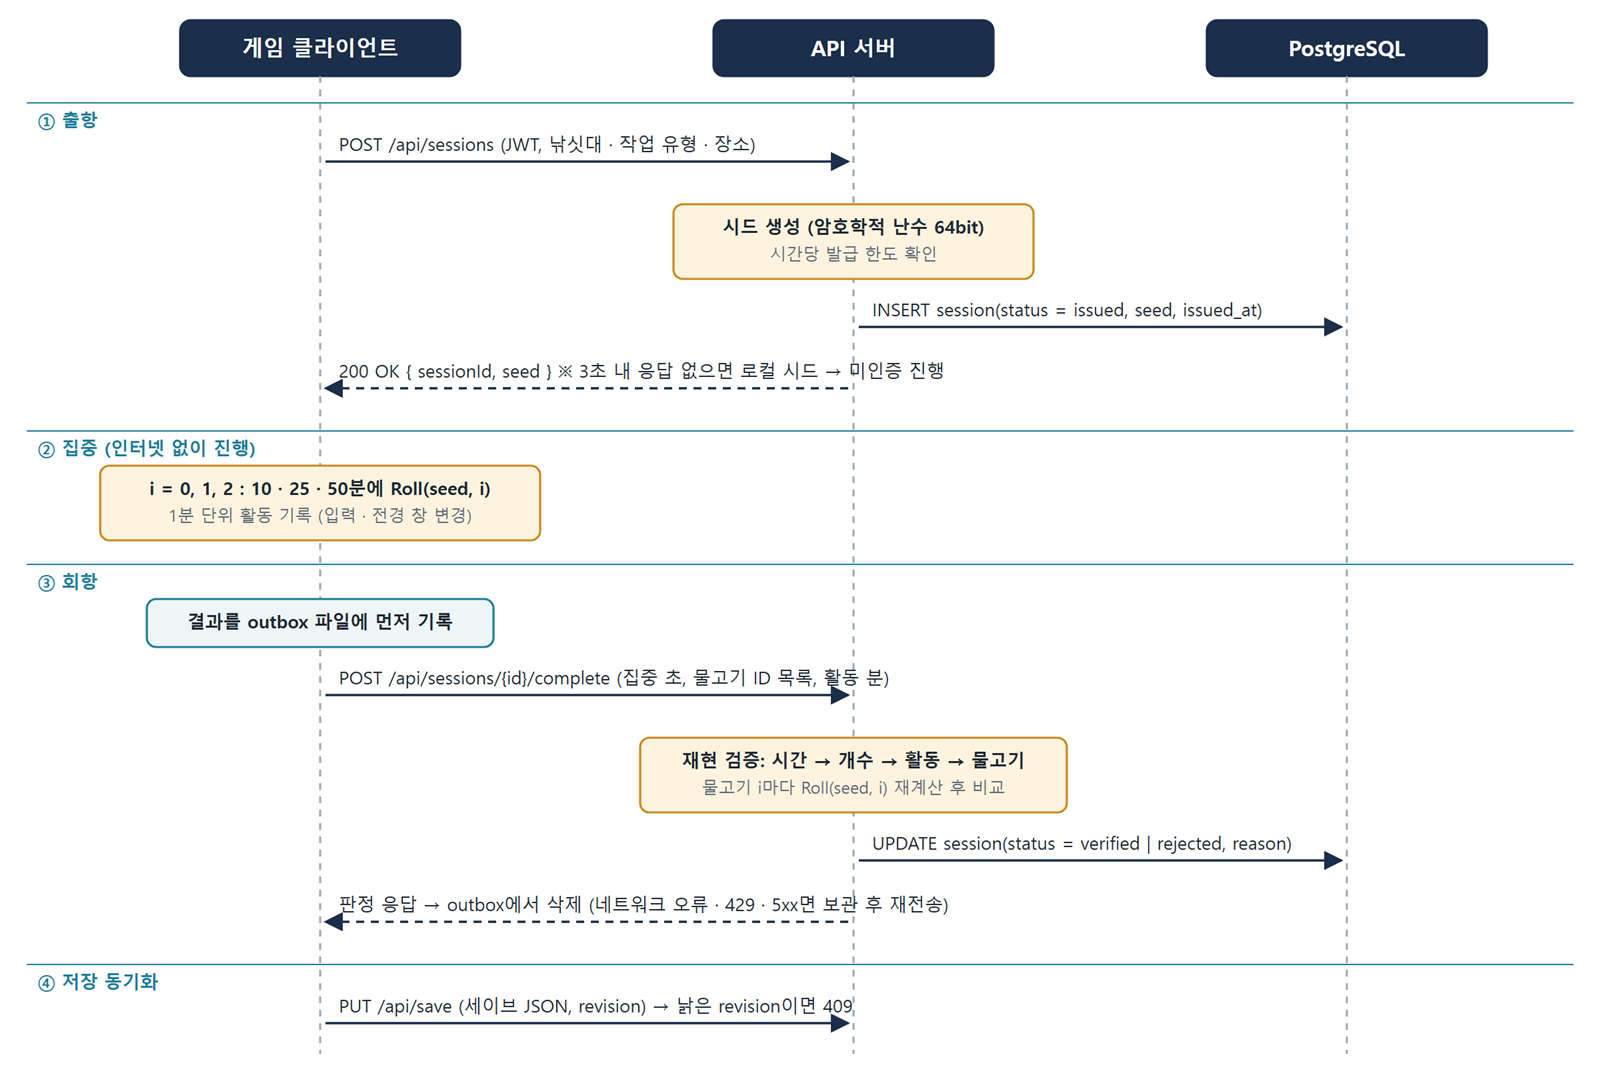 게임 클라이언트
API 서버
PostgreSQL
① 출항
POST /api/sessions (JWT, 낚싯대 · 작업 유형 · 장소)
시드 생성 (암호학적 난수 64bit)
시간당 발급 한도 확인
INSERT session(status = issued, seed, issued_at)
200 OK { sessionId, seed } ※ 3초 내 응답 없으면 로컬 시드 → 미인증 진행
② 집중 (인터넷 없이 진행)
i = 0, 1, 2 : 10 · 25 · 50분에 Roll(seed, i)
1분 단위 활동 기록 (입력 · 전경 창 변경)
③ 회항
결과를 outbox 파일에 먼저 기록
POST /api/sessions/{id}/complete (집중 초, 물고기 ID 목록, 활동 분)
재현 검증: 시간 → 개수 → 활동 → 물고기
물고기 i마다 Roll(seed, i) 재계산 후 비교
UPDATE session(status = verified | rejected, reason)
판정 응답 → outbox에서 삭제 (네트워크 오류 · 429 · 5xx면 보관 후 재전송)
④ 저장 동기화
PUT /api/save (세이브 JSON, revision) → 낡은 revision이면 409